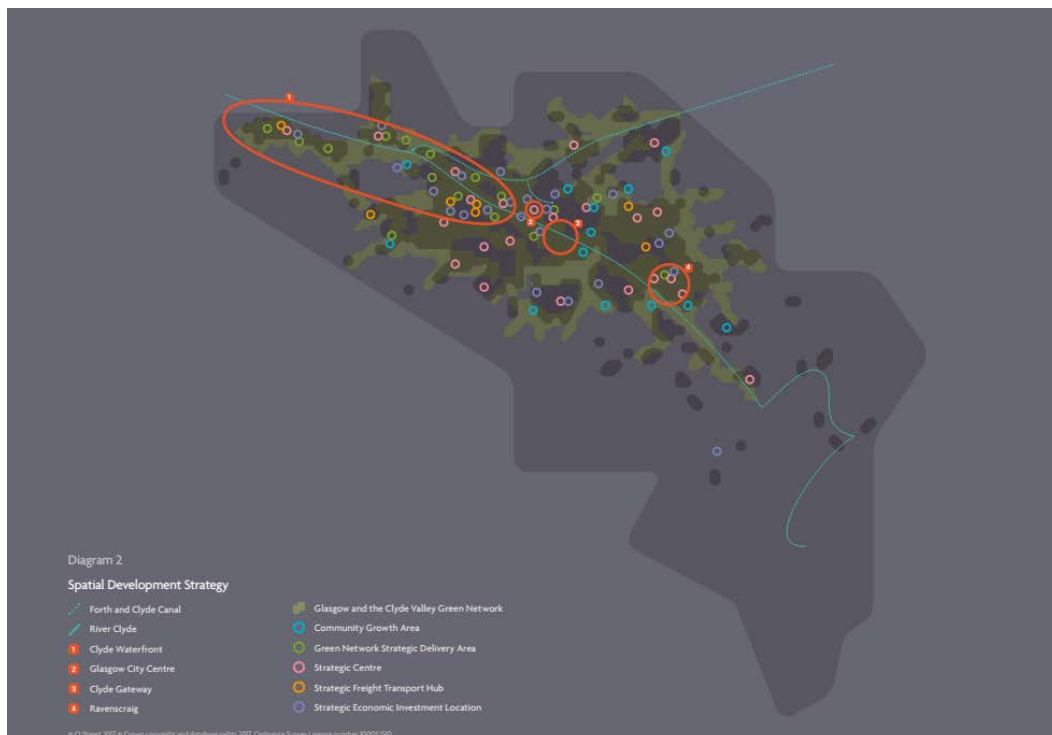 1
2
3
4
Diagram 2
Spatial Development Strategy
Forth and Clyde Canal
River Clyde
1 Clyde Waterfront
2 Glasgow City Centre
3 Clyde Gateway
4 Ravenscraig
Glasgow and the Clyde Valley Green Network
Community Growth Area
Green Network Strategic Delivery Area
Strategic Centre
Strategic Freight Transport Hub
Strategic Economic Investment Location